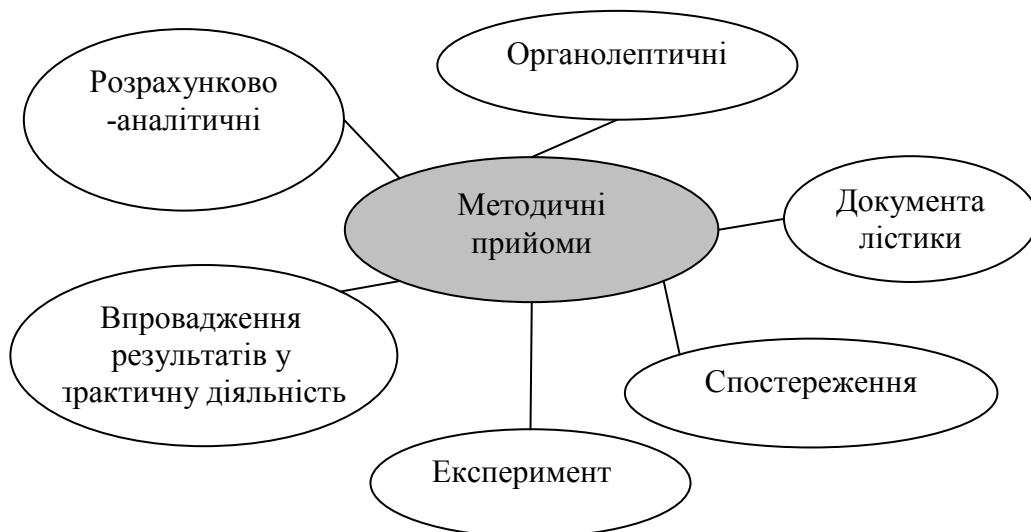 Розрахунково
-аналітичні
Органолептичні
Методичні
прийоми
Документа
лістики
Впровадження
результатів у
практичну діяльність
Спостереження
Експеримент